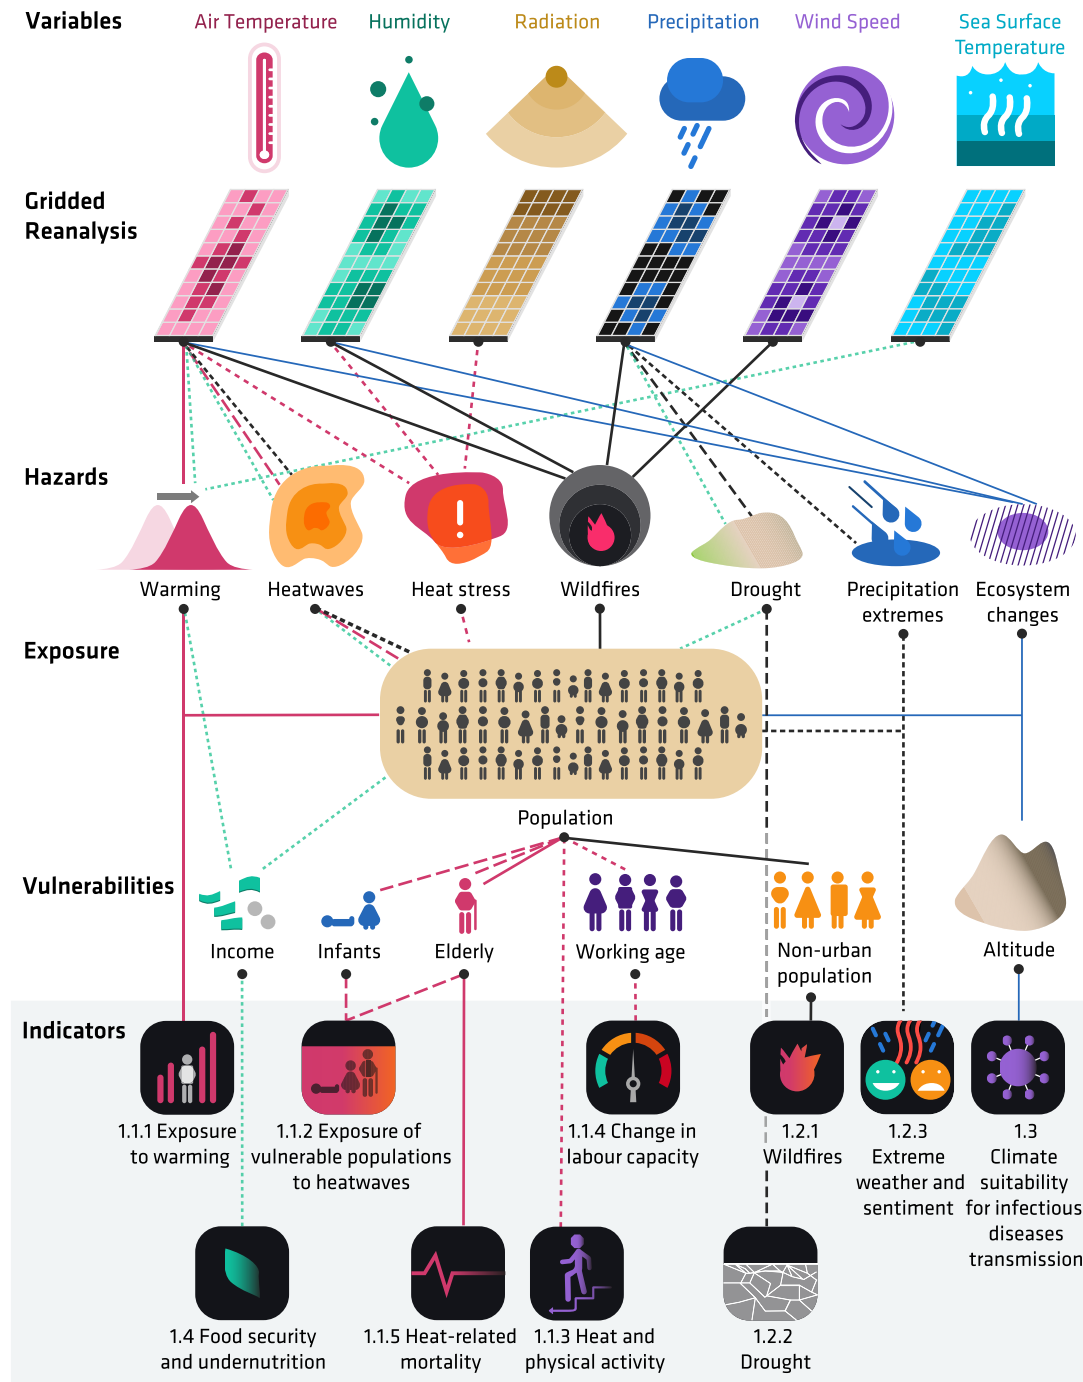 Variables
Air Temperature
Humidity
Radiation
Precipitation
Wind Speed
Sea Surface
Temperature
Gridded
Reanalysis
Hazards
Warming
Heatwaves
Heat stress
Wildfires
Drought
Precipitation
extremes
Ecosystem
changes
Exposure
Population
Vulnerabilities
Income
Infants
Elderly
Working age
Non-urban
population
Altitude
Indicators
1.1.1 Exposure
to warming
1.1.2 Exposure of
vulnerable populations
to heatwaves
1.1.4 Change in
labour capacity
1.2.1
Wildfires
1.2.3
Extreme
weather and
sentiment
1.3
Climate
suitability
for infectious
diseases
transmission
1.4 Food security
and undernutrition
1.1.5 Heat-related
mortality
1.1.3 Heat and
physical activity
1.2.2
Drought